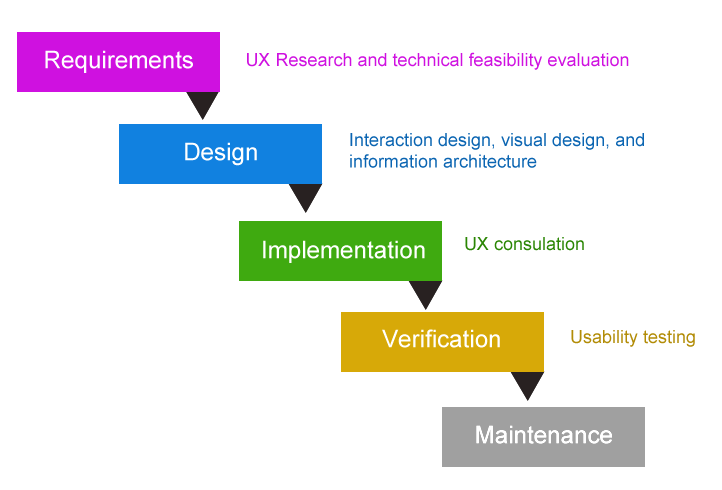 Requirements
UX Research and technical feasibility evaluation
Design
Interaction design, visual design, and
information architecture
Implementation
UX consulation
Verification
Usability testing
Maintenance